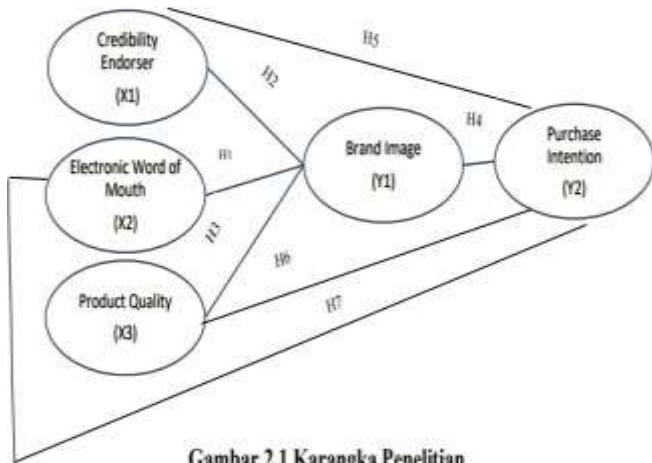 Credibility
Endorser
(X1)
H5
H2
H4
Purchase
Intention
(Y2)
Brand Image
(Y1)
H1
Electronic Word of
Mouth
(X2)
H3
H6
Product Quality
(X3)
H7
Gambar 2.1 Karangka Penelitian